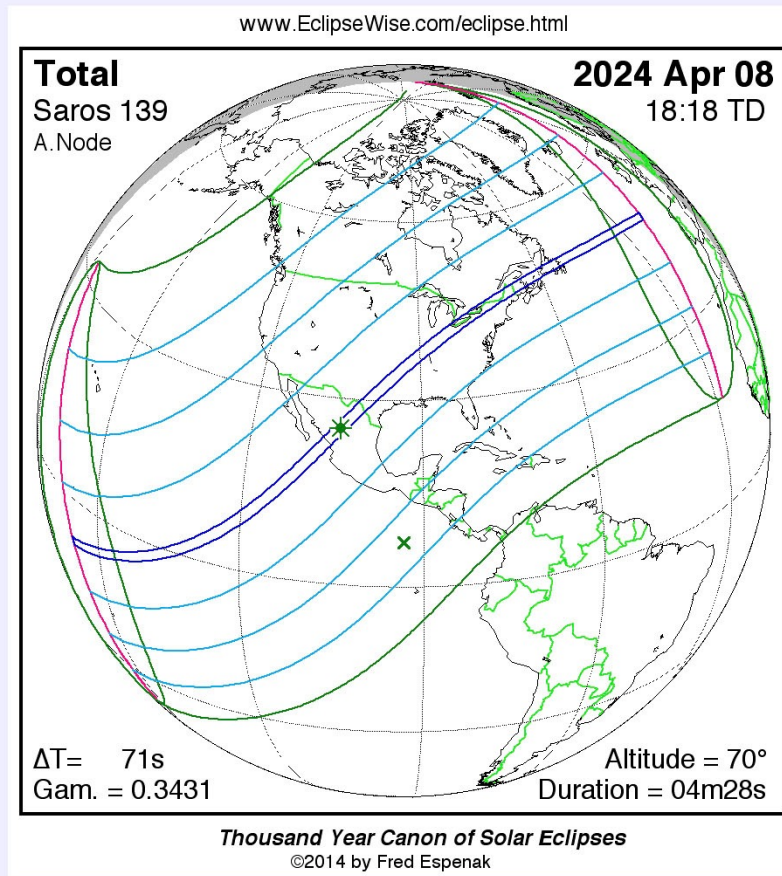 www.EclipseWise.com/eclipse.html
Total
2024 Apr 08
Saros 139
18:18 TD
A.Node
ΔT= 71s
Altitude = 70°
Gam. = 0.3431
Duration = 04m28s
Thousand Year Canon of Solar Eclipses
©2014 by Fred Espenak